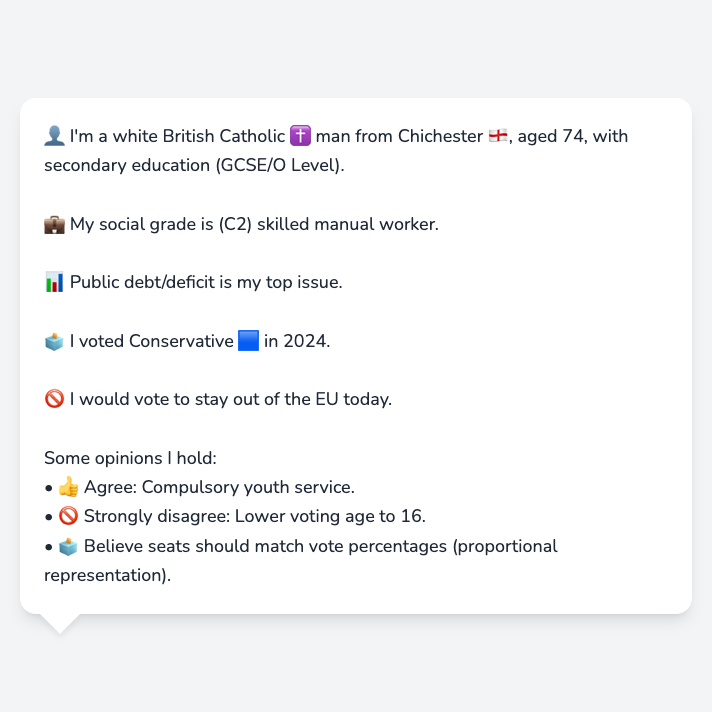 👤 I'm a white British Catholic ✝️ man from Chichester 🏴󠁧󠁢󠁥󠁮󠁧󠁿, aged 74, with
secondary education (GCSE/O Level).
💼 My social grade is (C2) skilled manual worker.
📊 Public debt/deficit is my top issue.
🗳️ I voted Conservative 🟦 in 2024.
🚫 I would vote to stay out of the EU today.
Some opinions I hold:
• 👍 Agree: Compulsory youth service.
• 🚫 Strongly disagree: Lower voting age to 16.
• 🗳️ Believe seats should match vote percentages (proportional
representation).